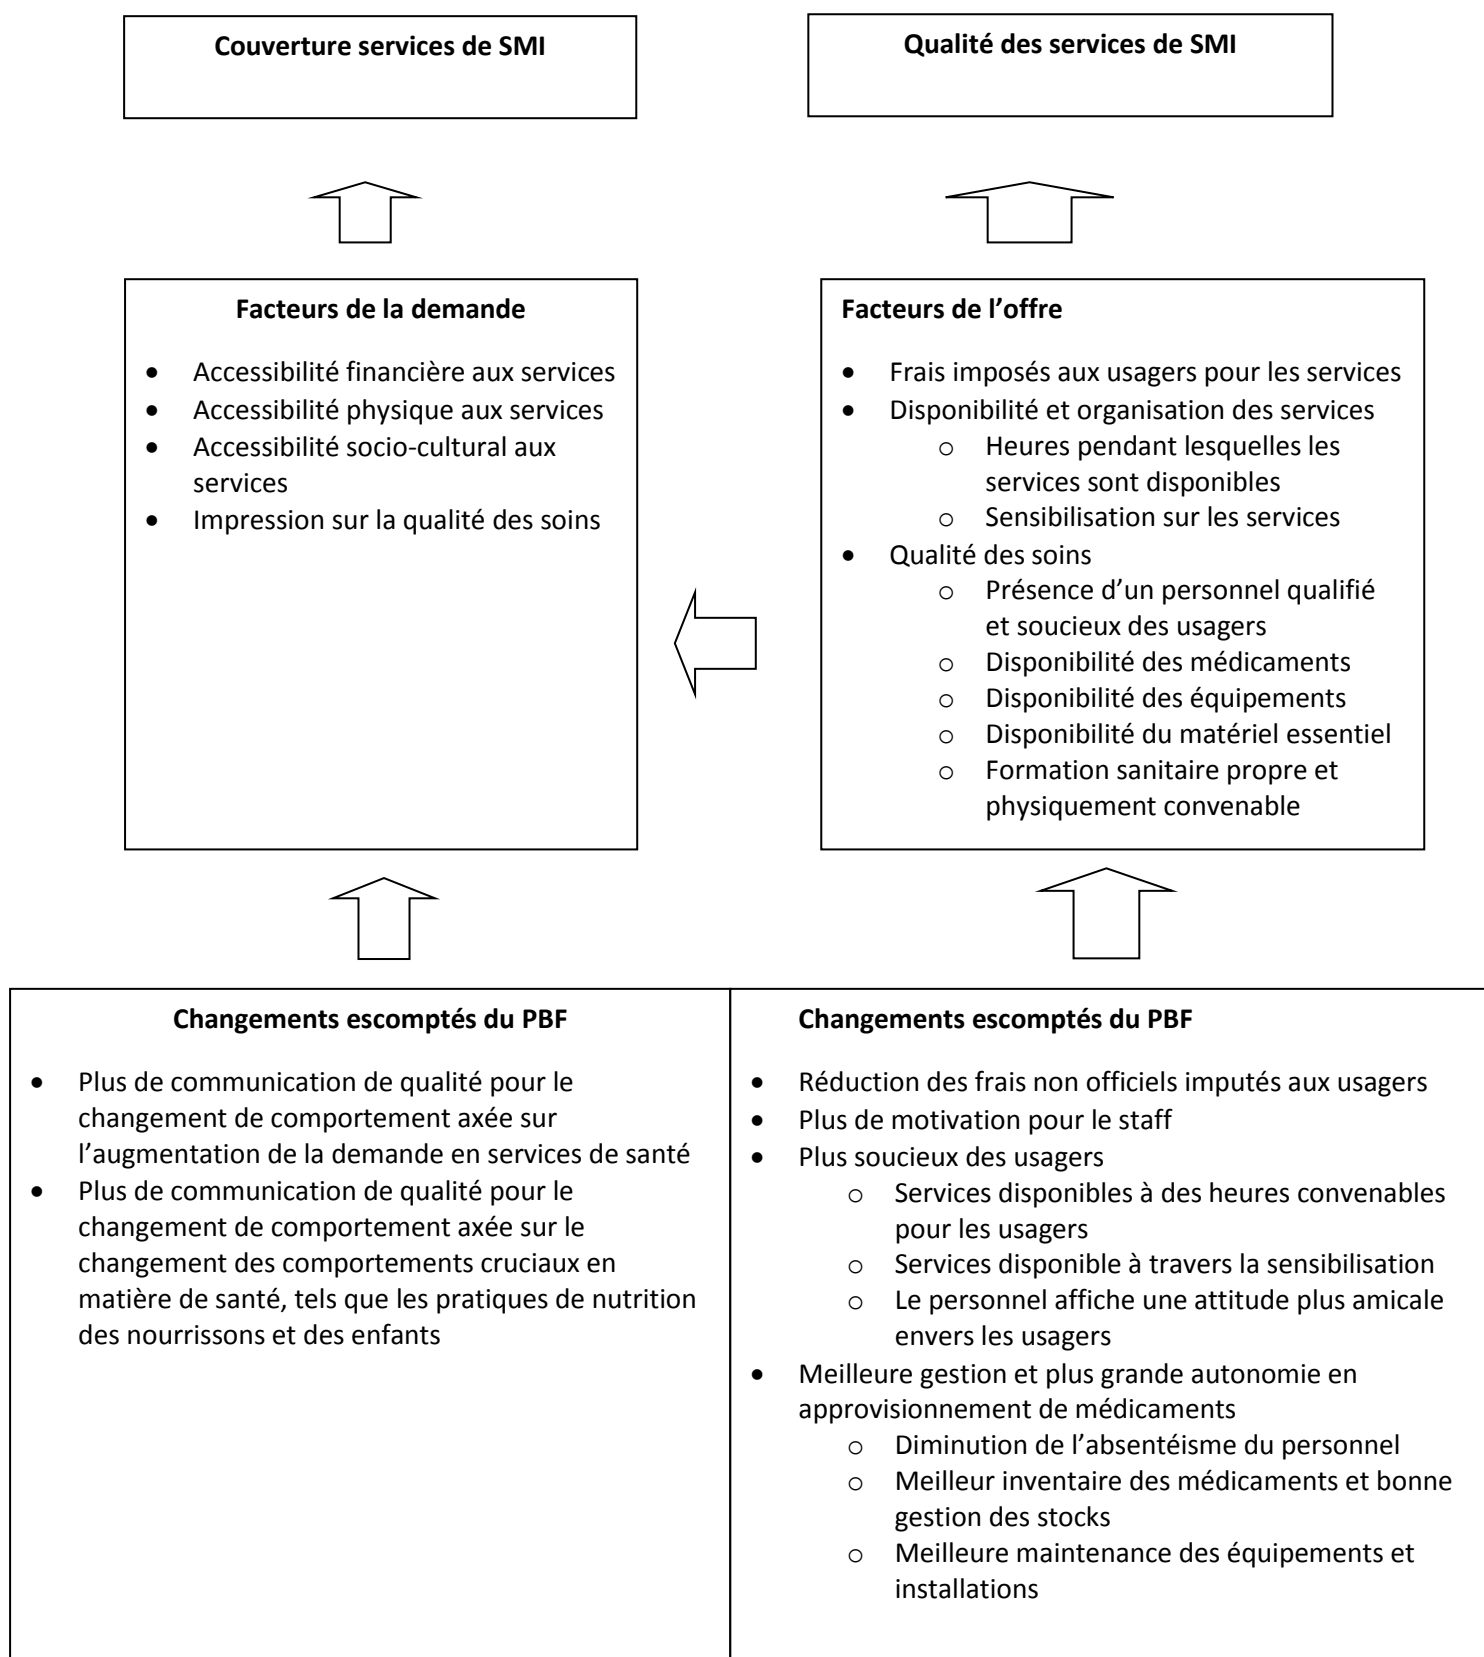 Couverture services de SMI
Qualité des services de SMI
Facteurs de la demande
• Accessibilité financière aux services
• Accessibilité physique aux services
• Accessibilité socio-cultural aux
services
• Impression sur la qualité des soins
Facteurs de l’offre
• Frais imposés aux usagers pour les services
• Disponibilité et organisation des services
o Heures pendant lesquelles les
services sont disponibles
o Sensibilisation sur les services
• Qualité des soins
o Présence d’un personnel qualifié
et soucieux des usagers
o Disponibilité des médicaments
o Disponibilité des équipements
o Disponibilité du matériel essentiel
o Formation sanitaire propre et
physiquement convenable
Changements escomptés du PBF
• Plus de communication de qualité pour le
changement de comportement axée sur
l’augmentation de la demande en services de santé
• Plus de communication de qualité pour le
changement de comportement axée sur le
changement des comportements cruciaux en
matière de santé, tels que les pratiques de nutrition
des nourrissons et des enfants
Changements escomptés du PBF
• Réduction des frais non officiels imputés aux usagers
• Plus de motivation pour le staff
• Plus soucieux des usagers
o Services disponibles à des heures convenables
pour les usagers
o Services disponible à travers la sensibilisation
o Le personnel affiche une attitude plus amicale
envers les usagers
• Meilleure gestion et plus grande autonomie en
approvisionnement de médicaments
o Diminution de l’absentéisme du personnel
o Meilleur inventaire des médicaments et bonne
gestion des stocks
o Meilleure maintenance des équipements et
installations